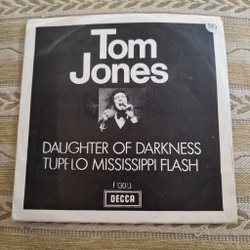 Tom
Jones
DAUGHTER OF DARKNESS
TUPELO MISSISSIPPI FLASH
F 13013
DECCA